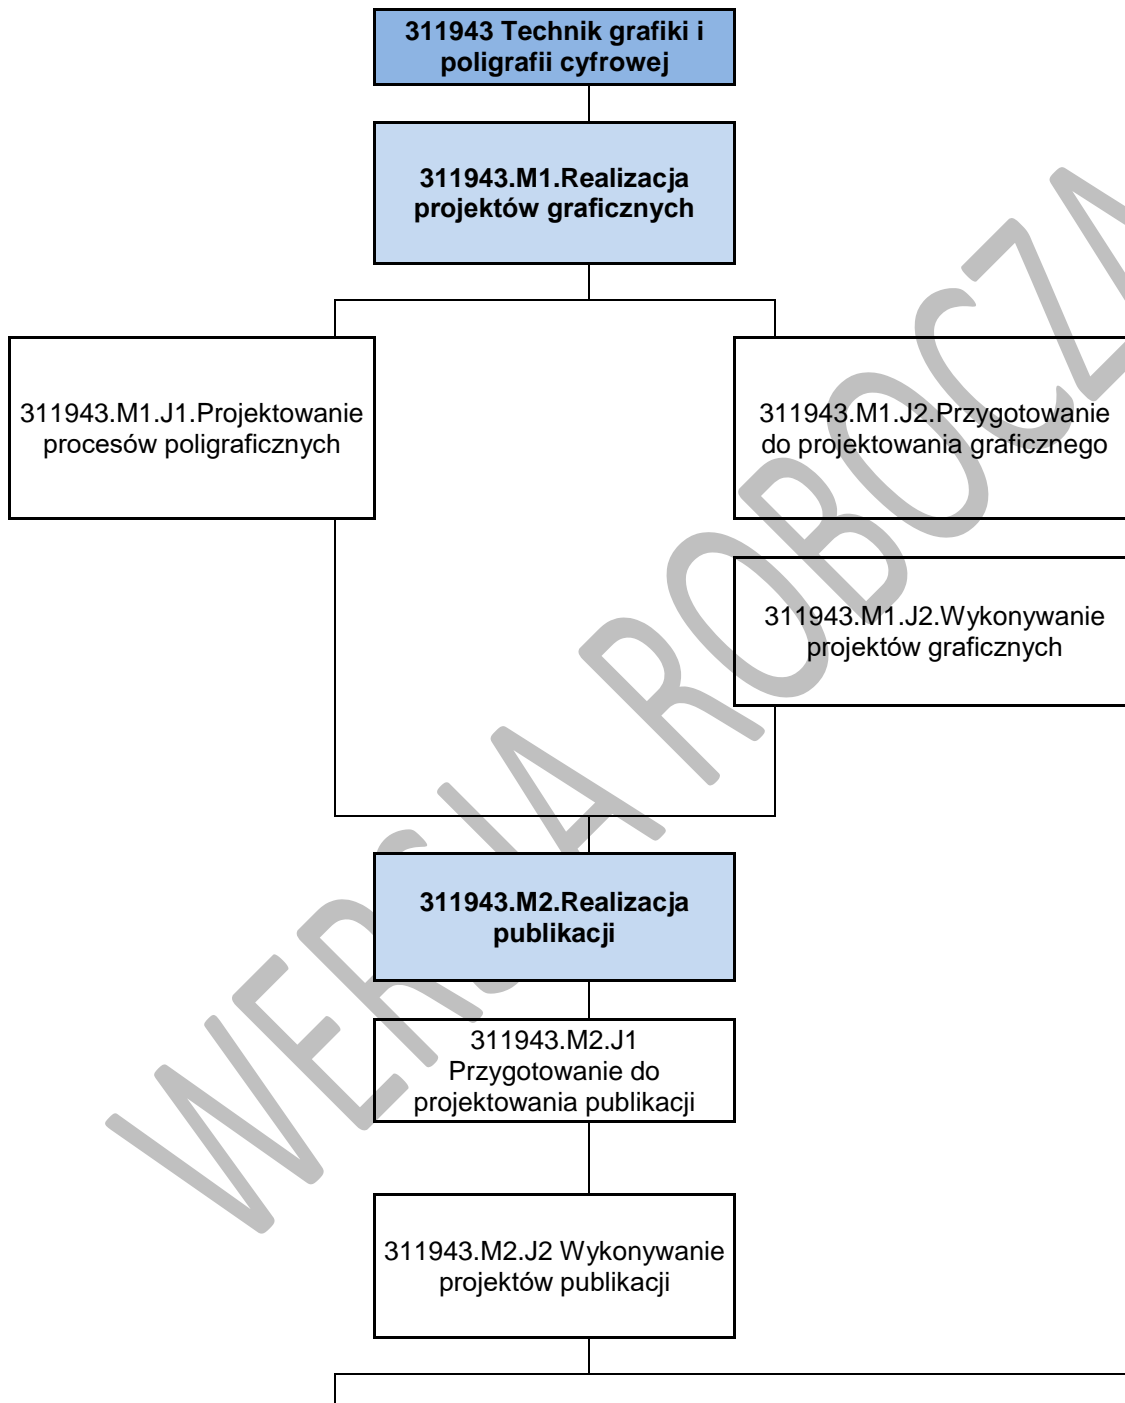 311943 Technik grafiki i
poligrafii cyfrowej
311943.M1.Realizacja
projektów graficznych
311943.M1.J1.Projektowanie
procesów poligraficznych
311943.M1.J2.Przygotowanie
do projektowania graficznego
311943.M1.J2.Wykonywanie
projektów graficznych
311943.M2.Realizacja
publikacji
311943.M2.J1
Przygotowanie do
projektowania publikacji
311943.M2.J2 Wykonywanie
projektów publikacji
WERSJA ROBOCZA